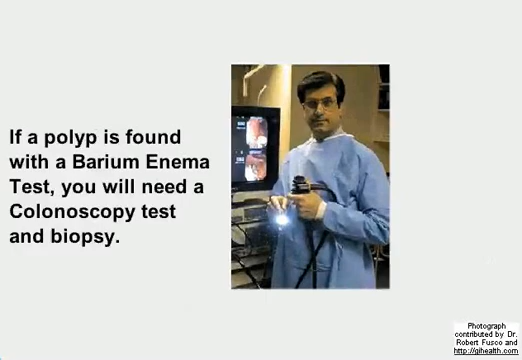 If a polyp is found
with a Barium Enema
Test, you will need a
Colonoscopy test
and biopsy.
Photograph
contributed by Dr.
Robert Fusco and
http://gihealth.com